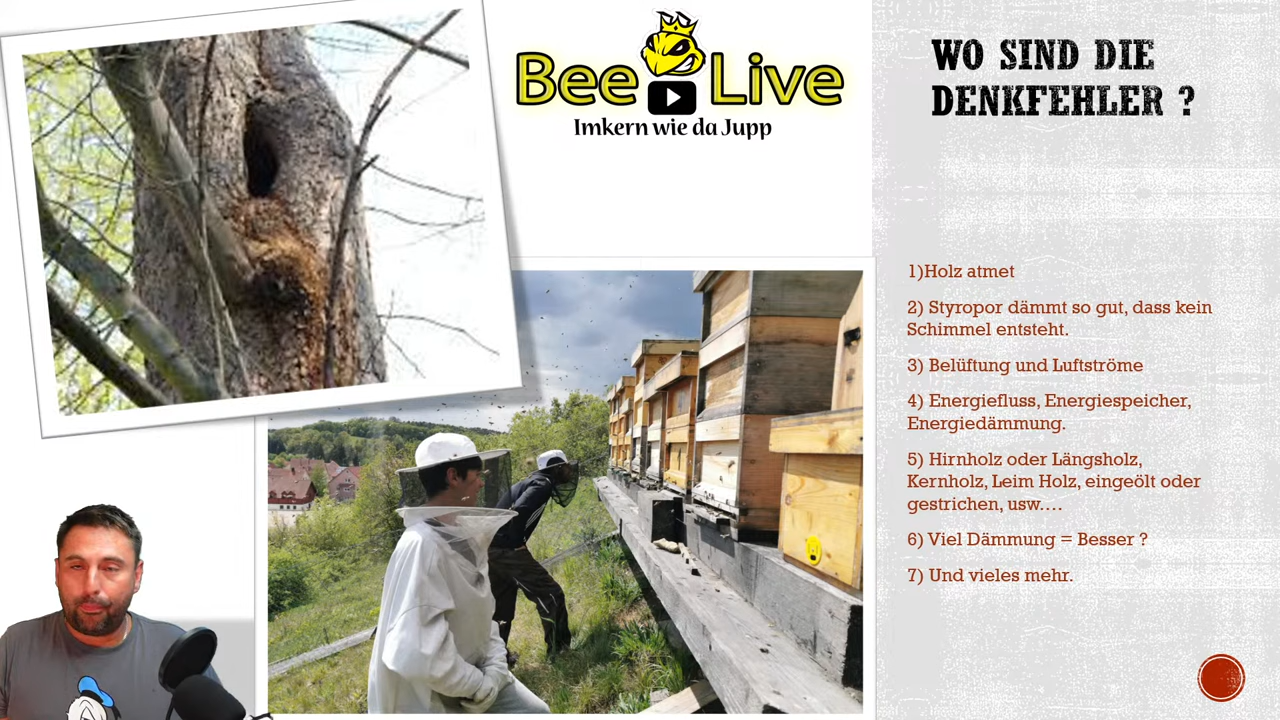 Bee Live
Imkern wie da Jupp
WO SIND DIE
DENKFEHLER ?
1)Holz atmet
2) Styropor dämmt so gut, dass kein
Schimmel entsteht.
3) Belüftung und Luftströme
4) Energiefluss, Energiespeicher,
Energiedämmung.
5) Hirnholz oder Längsholz,
Kernholz, Leim Holz, eingeölt oder
gestrichen, usw....
6) Viel Dämmung = Besser ?
7) Und vieles mehr.